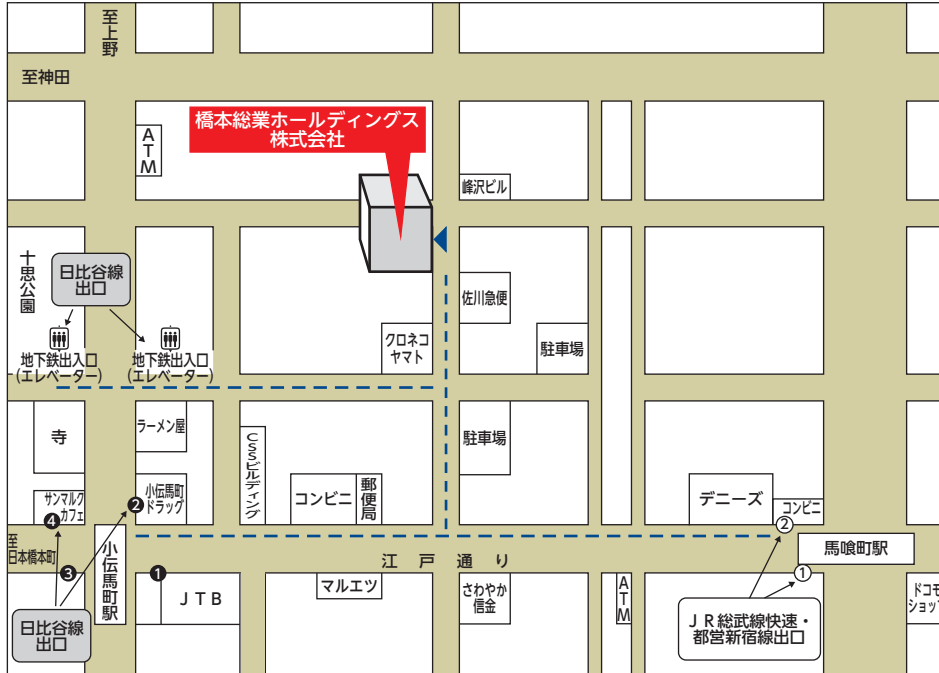 至上野
至神田
橋本総業ホールディングス
株式会社
ATM
峰沢ビル
十思公園
日比谷線
出口
佐川急便
クロネコ
ヤマト
駐車場
地下鉄出入口
(エレベーター)
地下鉄出入口
(エレベーター)
寺
ラーメン屋
CSSビルディング
駐車場
サンマルク
カフェ
小伝馬町
ドラッグ
コンビニ
郵便局
デニーズ
コンビニ
❹
❷
②
至
日本橋本町
小伝馬町駅
江戸通り
馬喰町駅
❸
❶
①
JTB
マルエツ
さわやか
信金
ATM
ドコモ
ショップ
日比谷線
出口
JR総武線快速・
都営新宿線出口